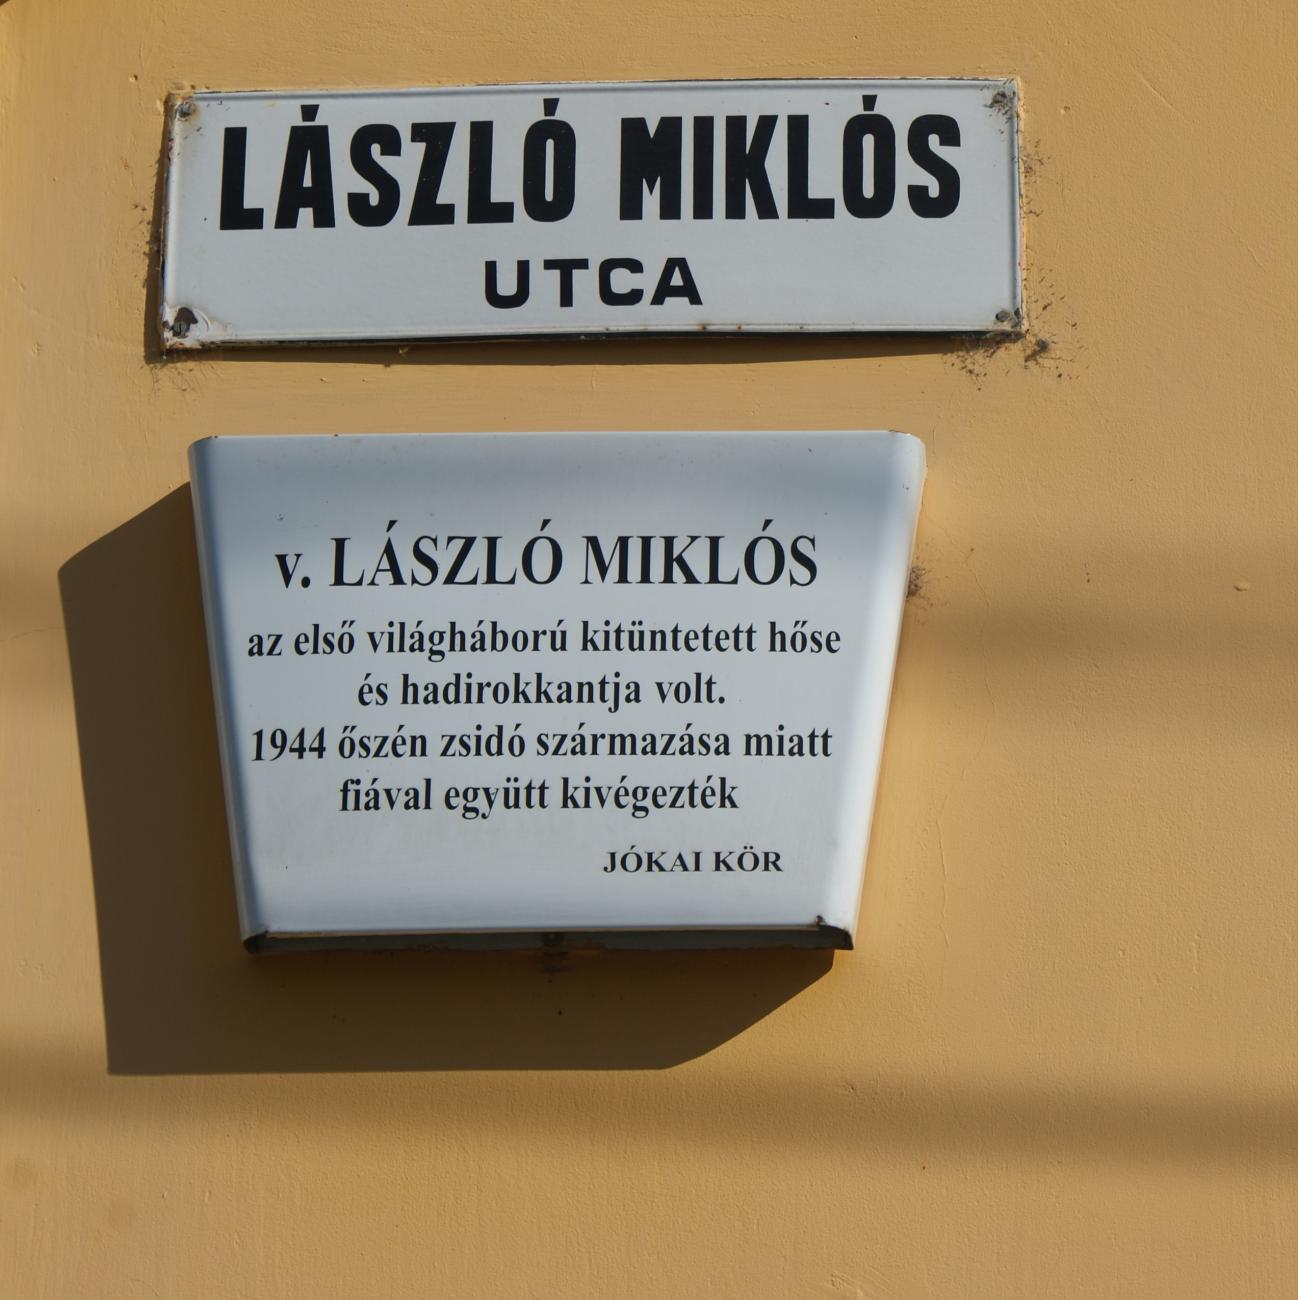 LÁSZLÓ MIKLÓS
UTCA
v. LÁSZLÓ MIKLÓS
az első világháború kitüntetett hőse
és hadirokkantja volt.
1944 őszén zsidó származása miatt
fiával együtt kivégezték
JÓKAI KÖR